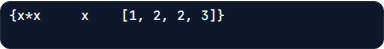 {x*x     x    [1, 2, 2, 3]}